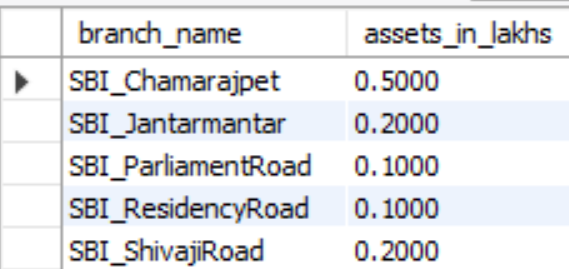 branch_name assets_in_lakhs
SBI_Chamarajpet 0.5000
SBI_Jantarmantar 0.2000
SBI_ParliamentRoad 0.1000
SBI_ResidencyRoad 0.1000
SBI_ShivajiRoad 0.2000